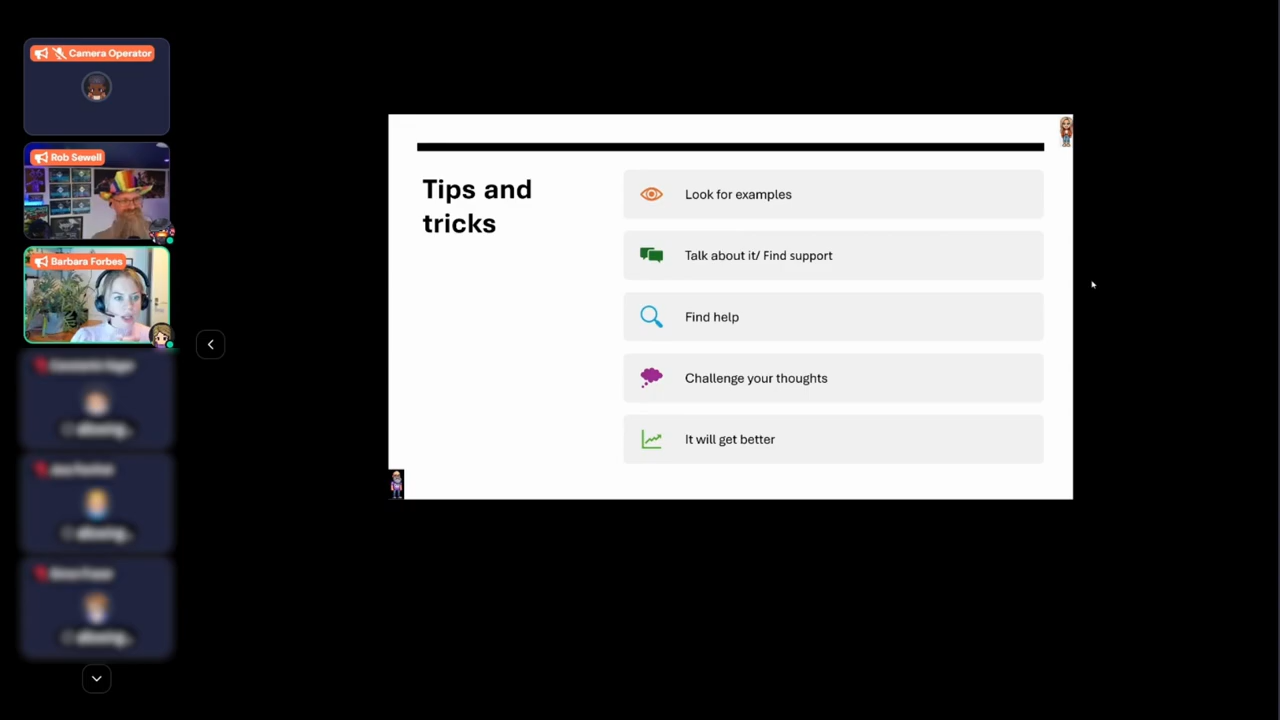 Camera Operator
Rob Sewell
Barbara Forbes
Tips and
tricks
Look for examples
Talk about it/ Find support
Find help
Challenge your thoughts
It will get better